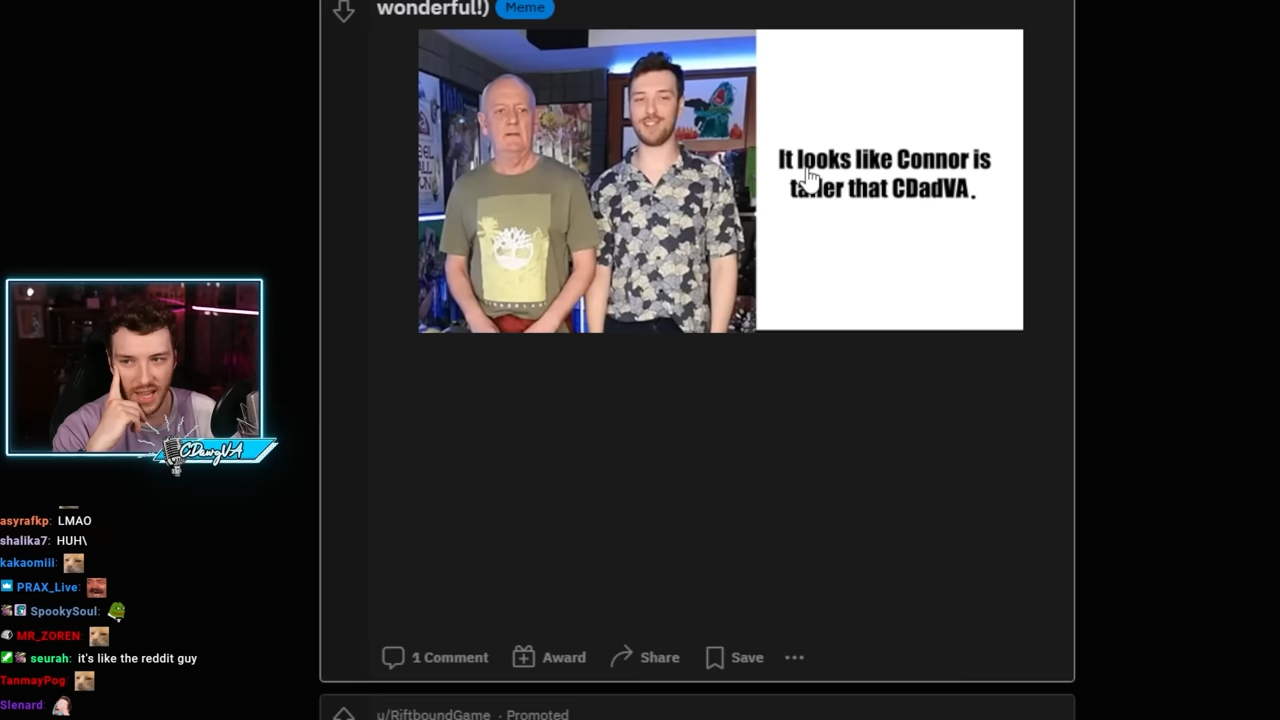 wonderful!) Meme
It looks like Connor is
taller that CDadVA.
CDawgVA
asyrafkp: LMAO
shalika7: HUH\
kakaomiii:
PRAX_Live:
SpookySoul:
MR_ZOREN:
seurah: it's like the reddit guy
TanmayPog:
Slenard:
1 Comment Award Share Save
u/RiftboundGame · Promoted